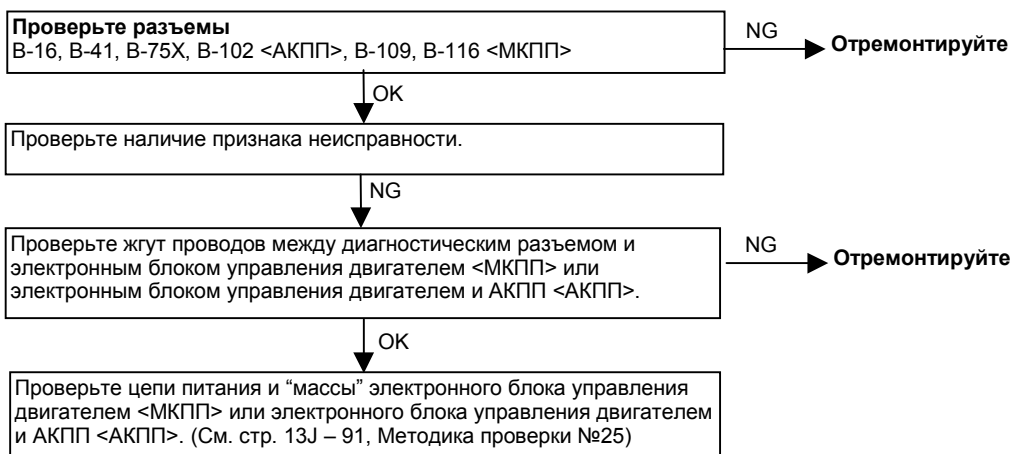 Проверьте разъемы
B-16, B-41, B-75X, B-102 <АКПП>, B-109, B-116 <МКПП>
NG
Отремонтируйте
OK
Проверьте наличие признака неисправности.
NG
Проверьте жгут проводов между диагностическим разъемом и
электронным блоком управления двигателем <МКПП> или
электронным блоком управления двигателем и АКПП <АКПП>.
NG
Отремонтируйте
OK
Проверьте цепи питания и “массы” электронного блока управления
двигателем <МКПП> или электронного блока управления двигателем
и АКПП <АКПП>. (См. стр. 13J – 91, Методика проверки №25)